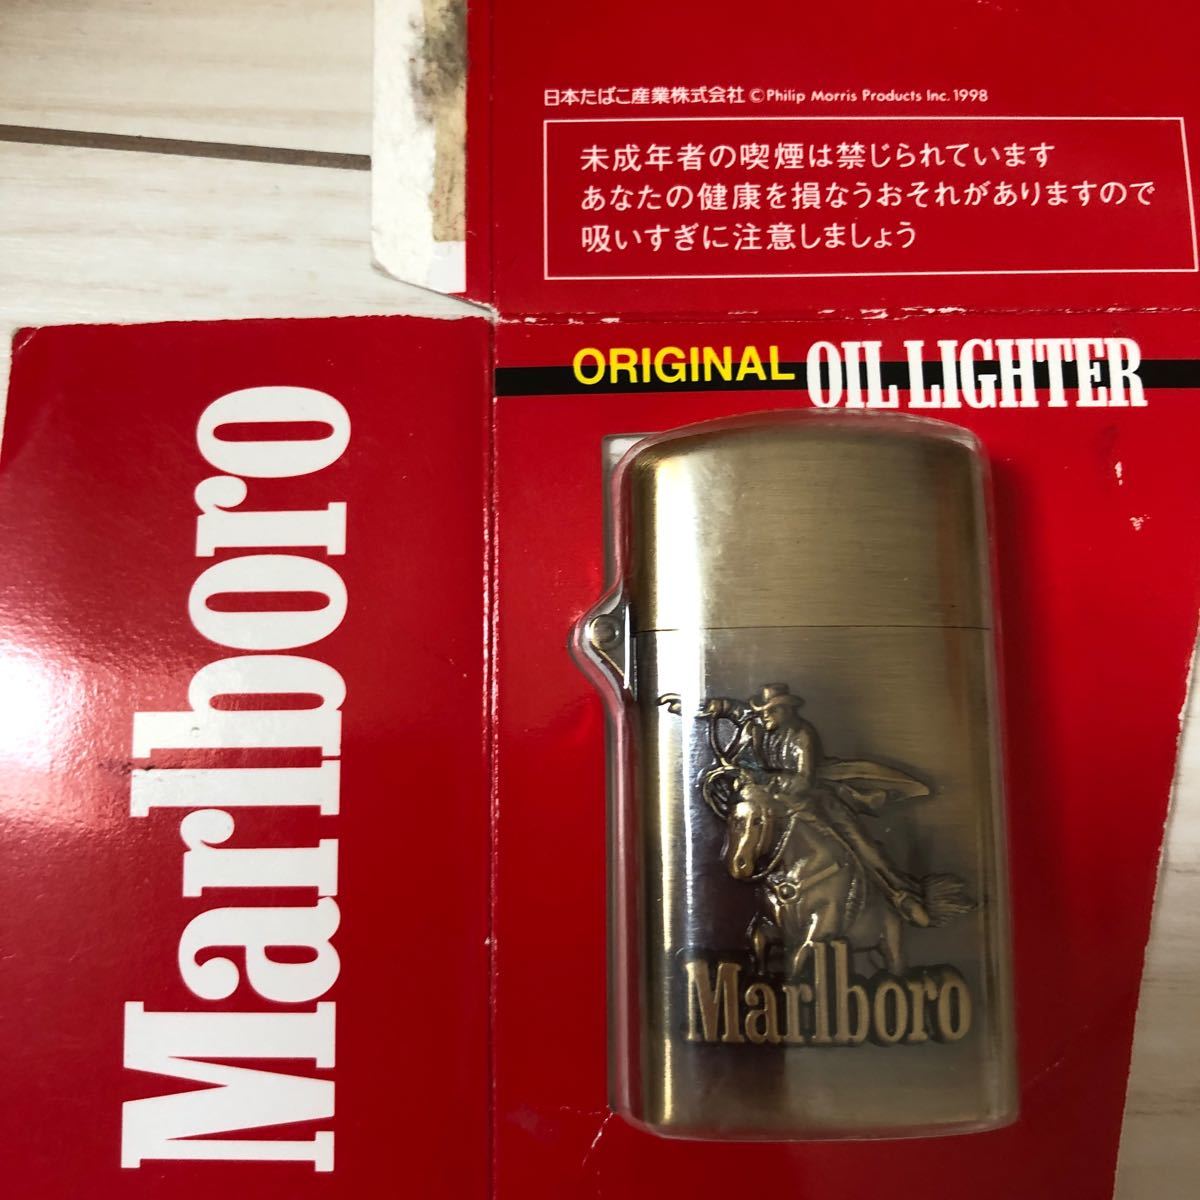 日本たばこ産業株式会社 ©Philip Morris Products Inc. 1998
未成年者の喫煙は禁じられています
あなたの健康を損なうおそれがありますので
吸いすぎに注意しましょう
ORIGINAL OIL LIGHTER
Marlboro
Marlboro